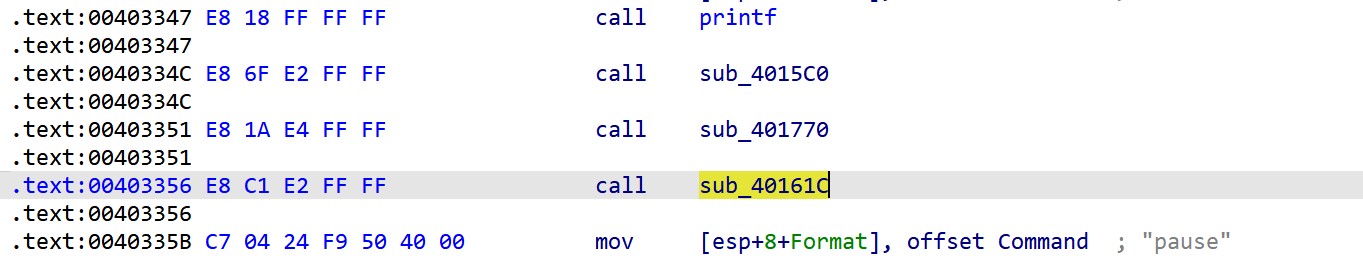 .text:00403347 E8 18 FF FF FF call printf
.text:00403347
.text:0040334C E8 6F E2 FF FF call sub_4015C0
.text:0040334C
.text:00403351 E8 1A E4 FF FF call sub_401770
.text:00403351
.text:00403356 E8 C1 E2 FF FF call sub_40161C
.text:00403356
.text:0040335B C7 04 24 F9 50 40 00 mov [esp+8+Format], offset Command ; "pause"